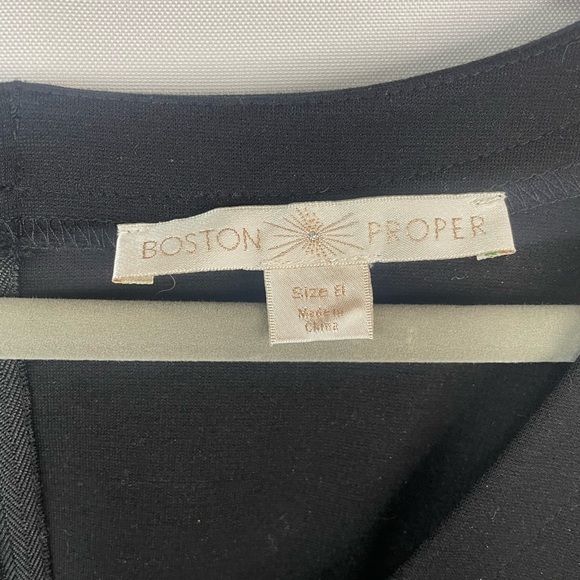 BOSTON PROPER
Size 8
Made in
China